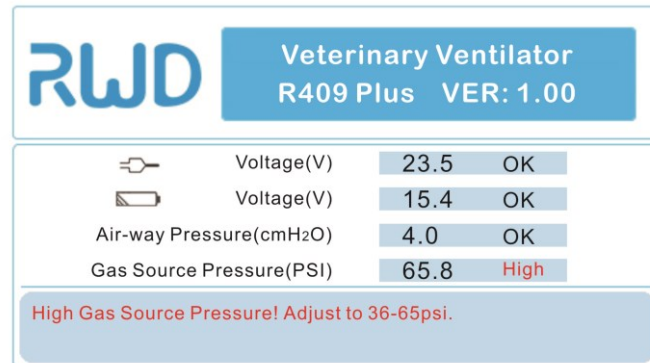 RWD
Veterinary Ventilator
R409 Plus VER: 1.00
Voltage(V) 23.5 OK
Voltage(V) 15.4 OK
Air-way Pressure(cmH₂O) 4.0 OK
Gas Source Pressure(PSI) 65.8 High
High Gas Source Pressure! Adjust to 36-65psi.